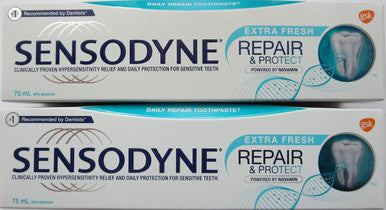 DAILY REPAIR TOOTHPASTE†
#1 Recommended by Dentists*
EXTRA FRESH
gsk
SENSODYNE
REPAIR
& PROTECT
CLINICALLY PROVEN HYPERSENSITIVITY RELIEF AND DAILY PROTECTION FOR SENSITIVE TEETH
POWERED BY NOVAMIN
75 mL
DAILY REPAIR TOOTHPASTE†
#1 Recommended by Dentists*
EXTRA FRESH
gsk
SENSODYNE
REPAIR
& PROTECT
CLINICALLY PROVEN HYPERSENSITIVITY RELIEF AND DAILY PROTECTION FOR SENSITIVE TEETH
POWERED BY NOVAMIN
75 mL